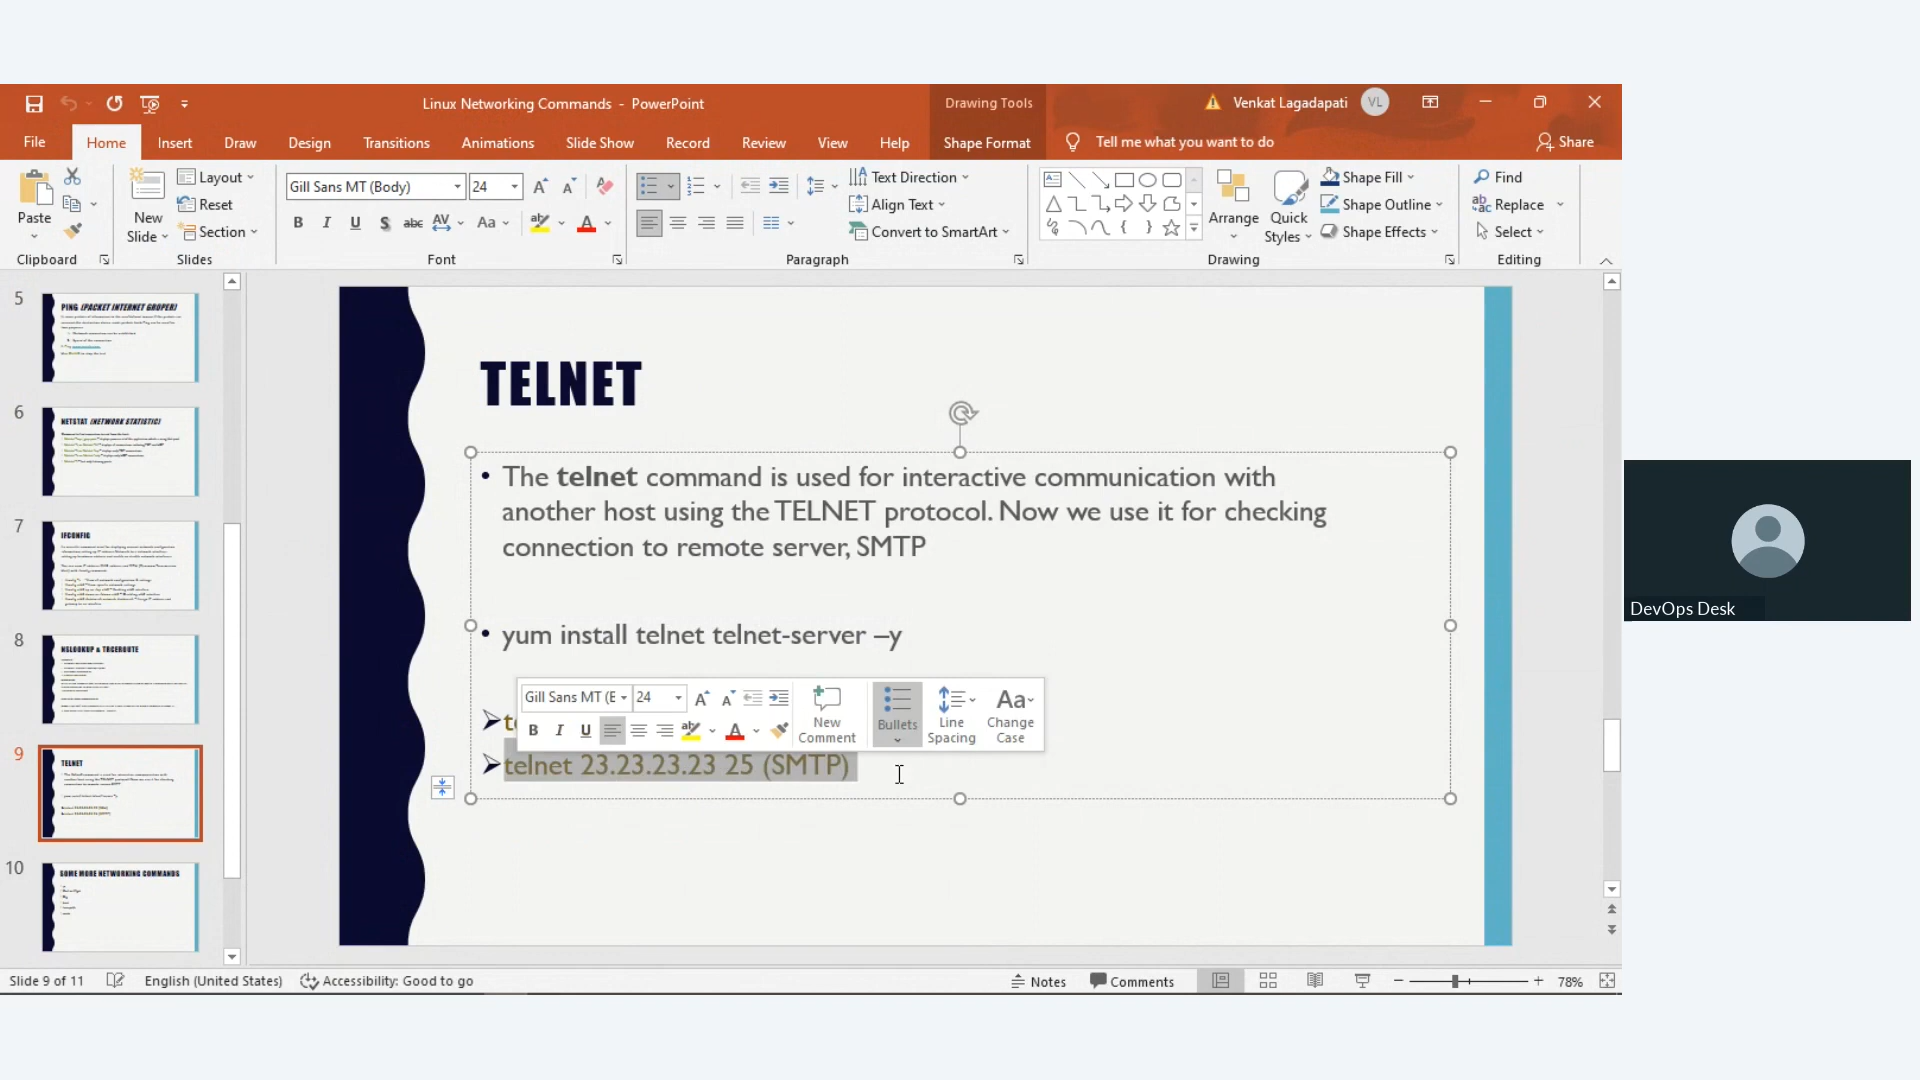 Linux Networking Commands - PowerPoint
Drawing Tools
Venkat Lagadapati
VL
File
Home
Insert
Draw
Design
Transitions
Animations
Slide Show
Record
Review
View
Help
Shape Format
Tell me what you want to do
Share
Paste
Clipboard
New Slide
Layout
Reset
Section
Slides
Gill Sans MT (Body)
24
B I U S abc AV Aa
Font
Text Direction
Align Text
Convert to SmartArt
Paragraph
Arrange
Quick Styles
Shape Fill
Shape Outline
Shape Effects
Drawing
Find
Replace
Select
Editing
5
PING (PACKET INTERNET GROPER)
6
NETSTAT (NETWORK STATISTIC)
7
IFCONFIG
8
NSLOOKUP & TRCEROUTE
9
TELNET
10
SOME MORE NETWORKING COMMANDS
TELNET
• The telnet command is used for interactive communication with
another host using the TELNET protocol. Now we use it for checking
connection to remote server, SMTP
• yum install telnet telnet-server –y
Gill Sans MT (E
24
B I U
New Comment
Bullets
Line Spacing
Change Case
telnet 23.23.23.23 25 (SMTP)
DevOps Desk
Slide 9 of 11
English (United States)
Accessibility: Good to go
Notes
Comments
78%